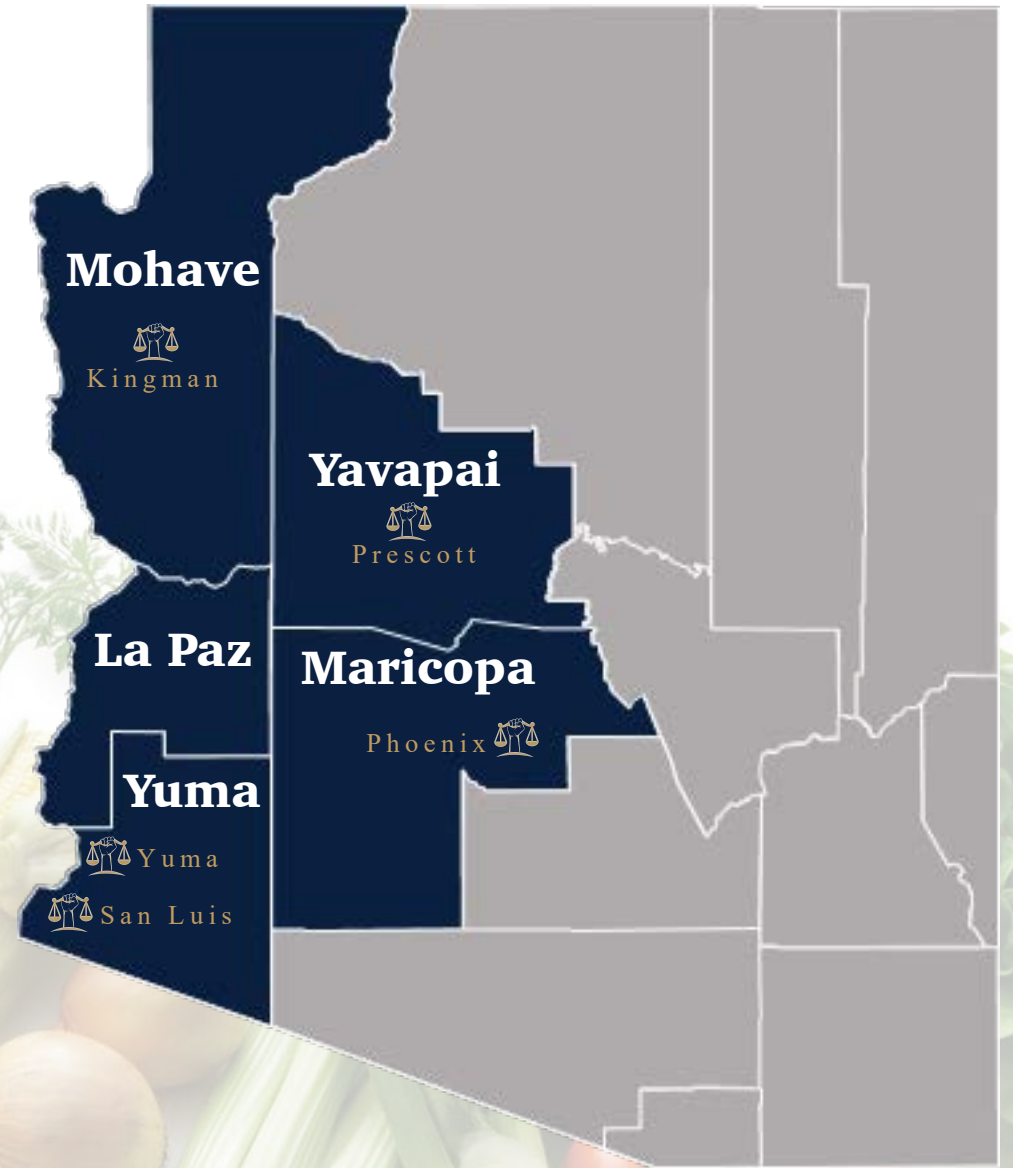 Mohave
Kingman
Yavapai
Prescott
La Paz
Maricopa
Phoenix
Yuma
Yuma
San Luis